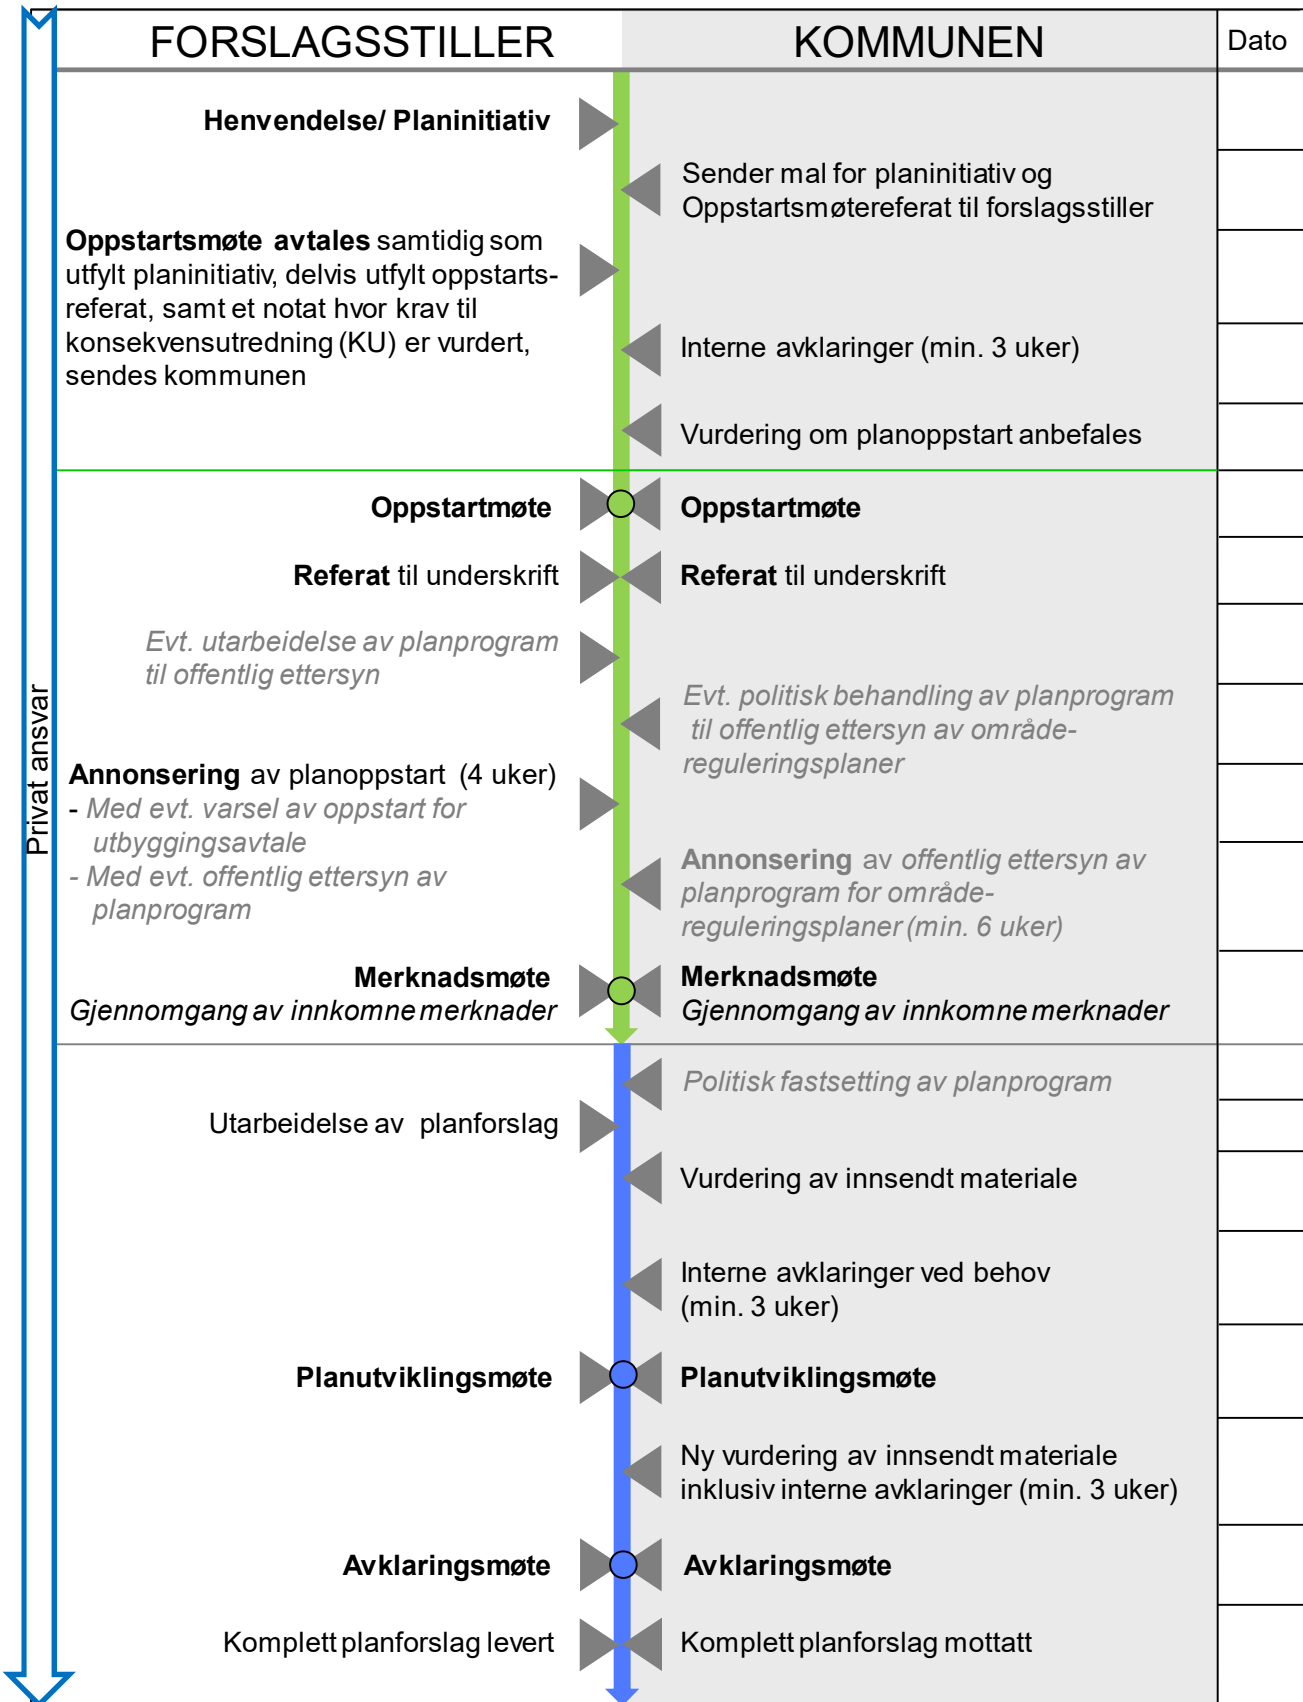 FORSLAGSSTILLER
KOMMUNEN
Dato
Henvendelse/ Planinitiativ
Sender mal for planinitiativ og
Oppstartsmøtereferat til forslagsstiller
Oppstartsmøte avtales samtidig som
utfylt planinitiativ, delvis utfylt oppstarts-
referat, samt et notat hvor krav til
konsekvensutredning (KU) er vurdert,
sendes kommunen
Interne avklaringer (min. 3 uker)
Vurdering om planoppstart anbefales
Oppstartmøte
Oppstartmøte
Referat til underskrift
Referat til underskrift
Evt. utarbeidelse av planprogram
til offentlig ettersyn
Evt. politisk behandling av planprogram
til offentlig ettersyn av område-
reguleringsplaner
Privat ansvar
Annonsering av planoppstart (4 uker)
- Med evt. varsel av oppstart for
utbyggingsavtale
- Med evt. offentlig ettersyn av
planprogram
Annonsering av offentlig ettersyn av
planprogram for område-
reguleringsplaner (min. 6 uker)
Merknadsmøte
Gjennomgang av innkomne merknader
Merknadsmøte
Gjennomgang av innkomne merknader
Politisk fastsetting av planprogram
Utarbeidelse av planforslag
Vurdering av innsendt materiale
Interne avklaringer ved behov
(min. 3 uker)
Planutviklingsmøte
Planutviklingsmøte
Ny vurdering av innsendt materiale
inklusiv interne avklaringer (min. 3 uker)
Avklaringsmøte
Avklaringsmøte
Komplett planforslag levert
Komplett planforslag mottatt